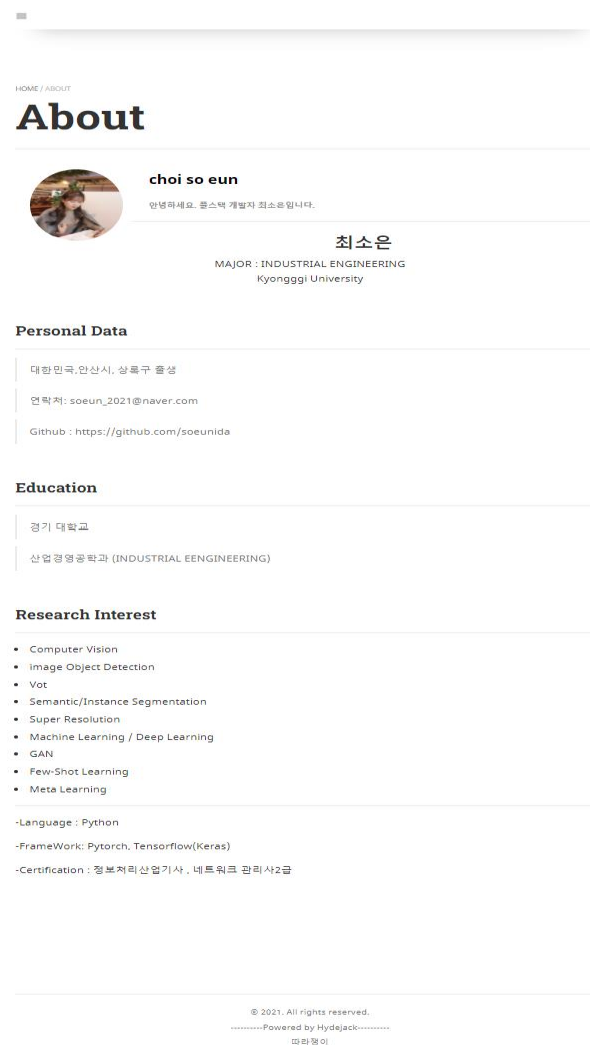 HOME / ABOUT
About
choi so eun
안녕하세요. 풀스택 개발자 최소은입니다.
최소은
MAJOR : INDUSTRIAL ENGINEERING
Kyongggi University
Personal Data
대한민국,안산시, 상록구 출생
연락처: soeun_2021@naver.com
Github : https://github.com/soeunida
Education
경기 대학교
산업경영공학과 (INDUSTRIAL EENGINEERING)
Research Interest
Computer Vision
image Object Detection
Vot
Semantic/Instance Segmentation
Super Resolution
Machine Learning / Deep Learning
GAN
Few-Shot Learning
Meta Learning
-Language : Python
-FrameWork: Pytorch, Tensorflow(Keras)
-Certification : 정보처리산업기사 , 네트워크 관리사2급
© 2021. All rights reserved.
----------Powered by Hydejack----------
따라쟁이